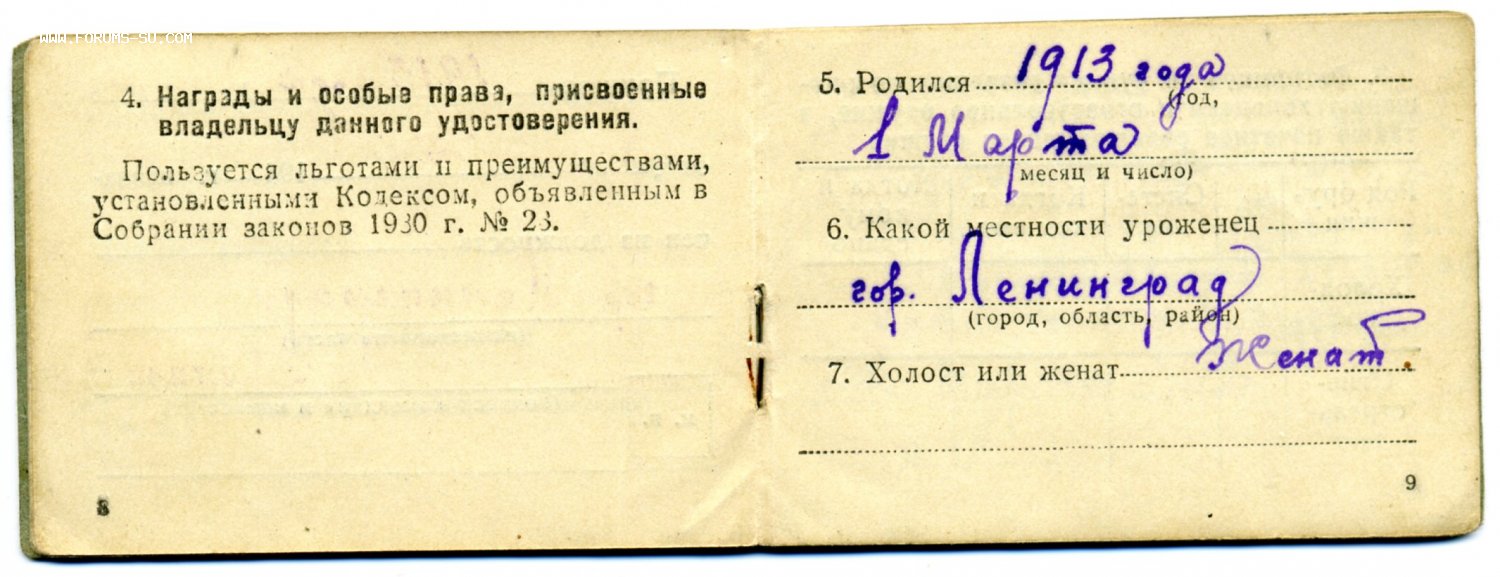 WWW.FORUMS-SU.COM
4. Награды и особые права, присвоенные
владельцу данного удостоверения.
Пользуется льготами и преимуществами,
установленными Кодексом, объявленным в
Собрании законов 1930 г. № 23.
8
5. Родился 1913 года
(год,
1 Марта
месяц и число)
6. Какой местности уроженец
гор. Ленинград
(город, область, район)
7. Холост или женат Женат.
9